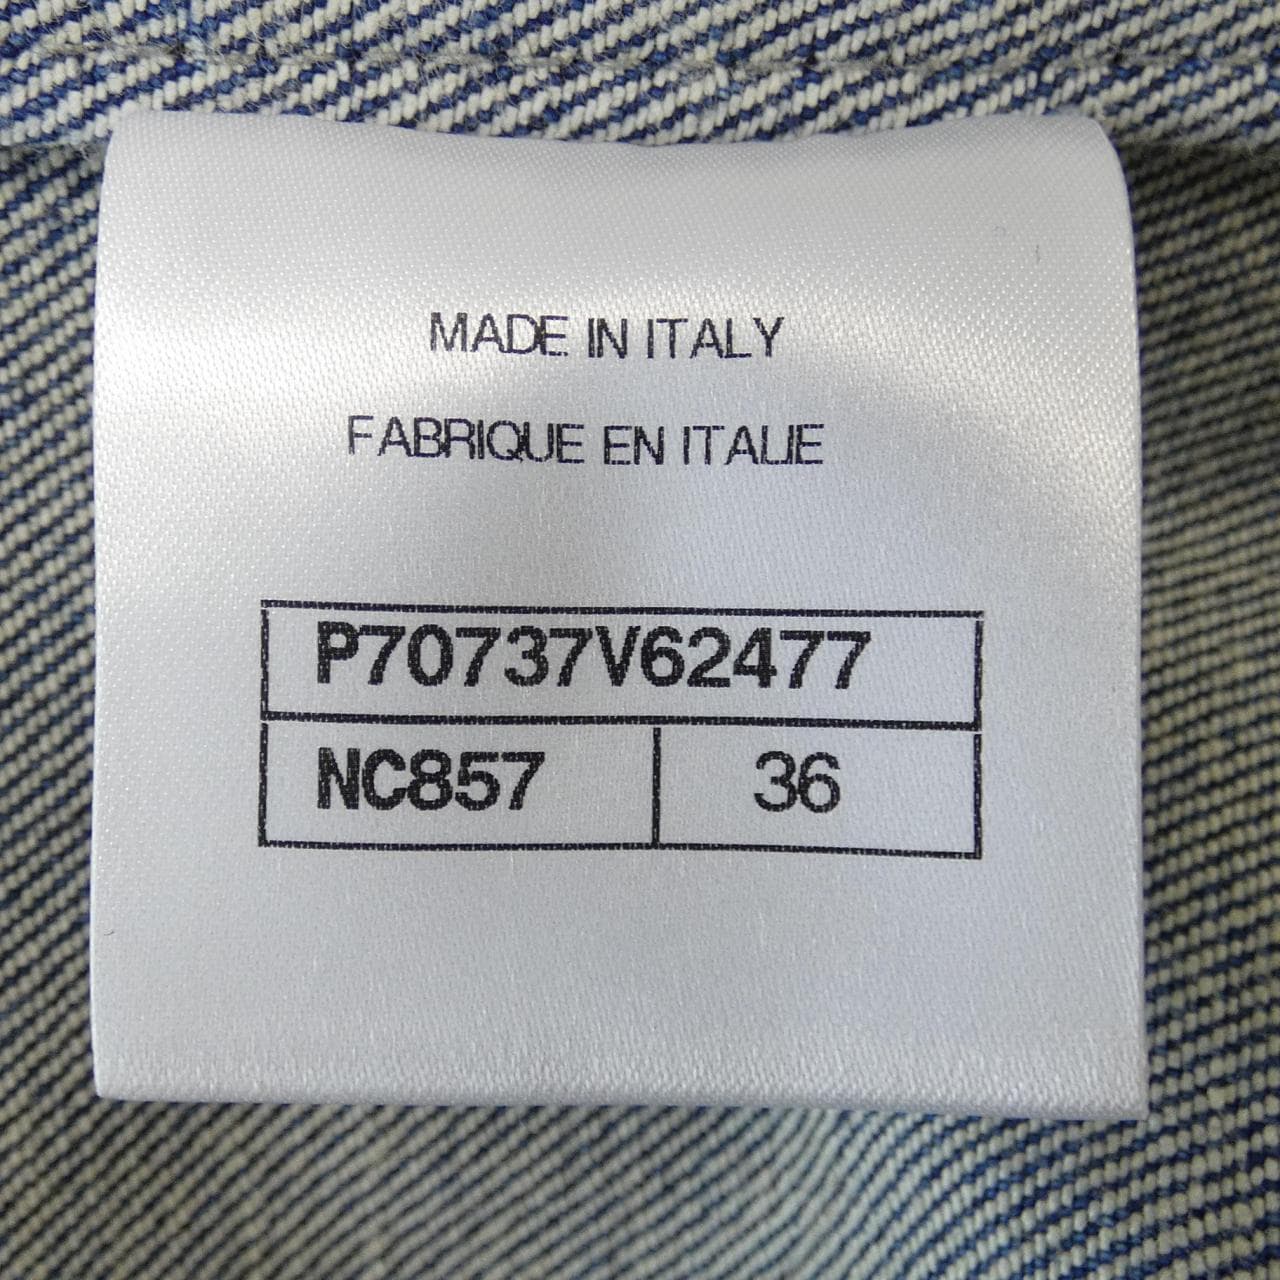 MADE IN ITALY
FABRIQUE EN ITALIE
P70737V62477
NC857 36